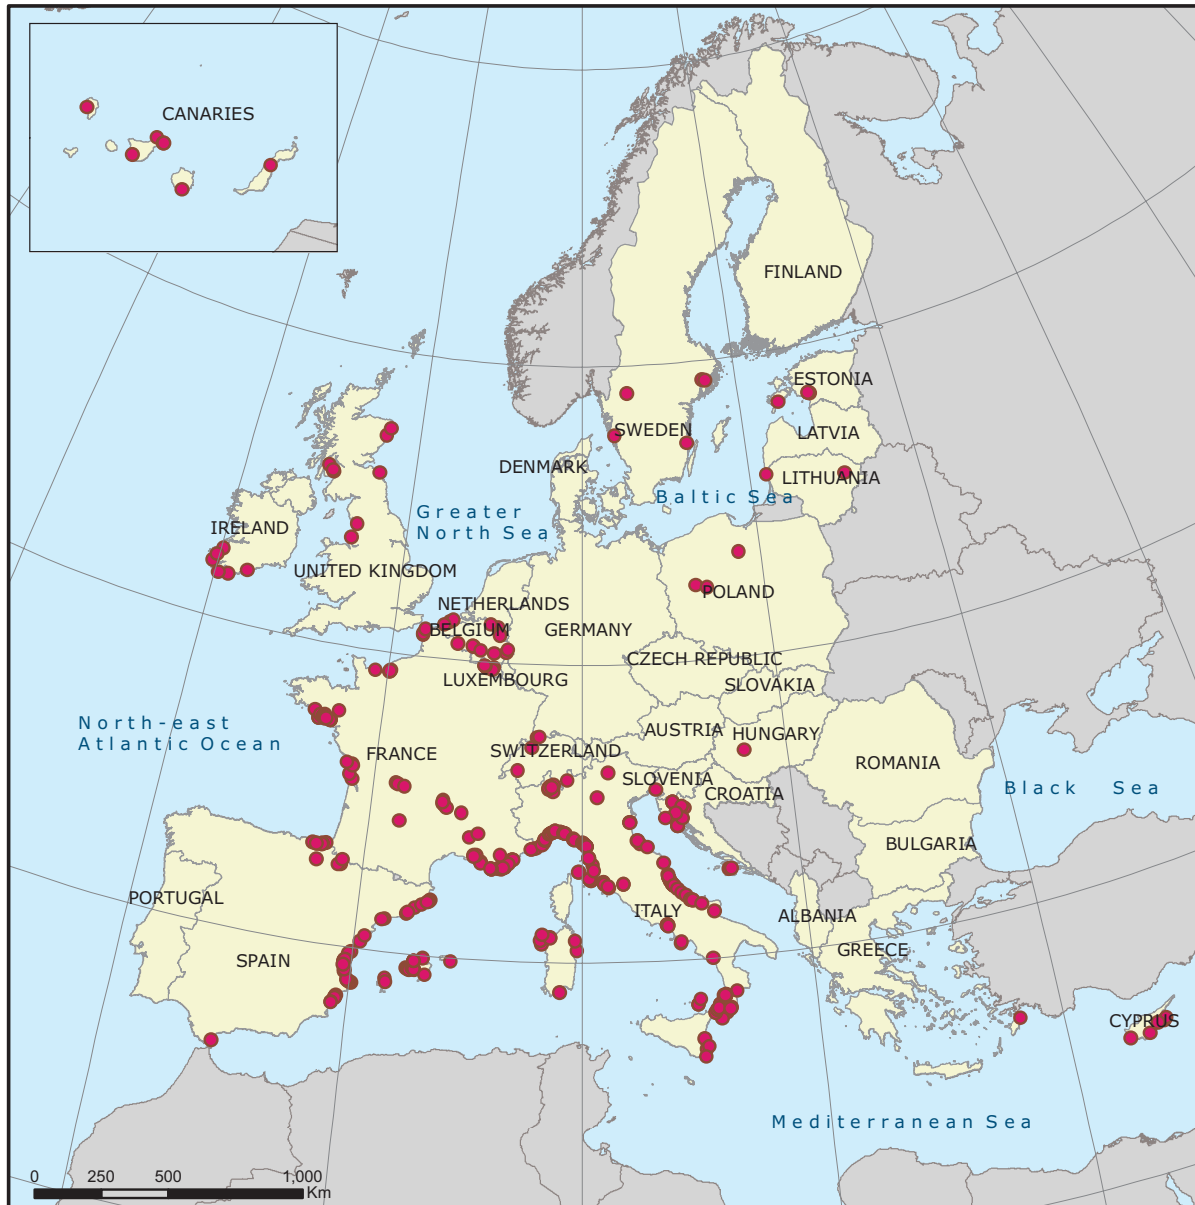 CANARIES
FINLAND
ESTONIA
SWEDEN
LATVIA
DENMARK
LITHUANIA
Baltic Sea
Greater
North Sea
IRELAND
UNITED KINGDOM
NETHERLANDS
POLAND
BELGIUM
GERMANY
CZECH REPUBLIC
LUXEMBOURG
SLOVAKIA
North-east
Atlantic Ocean
AUSTRIA
HUNGARY
FRANCE
SWITZERLAND
ROMANIA
SLOVENIA
CROATIA
Black Sea
BULGARIA
PORTUGAL
ITALY
ALBANIA
GREECE
SPAIN
CYPRUS
Mediterranean Sea
0 250 500 1,000
Km